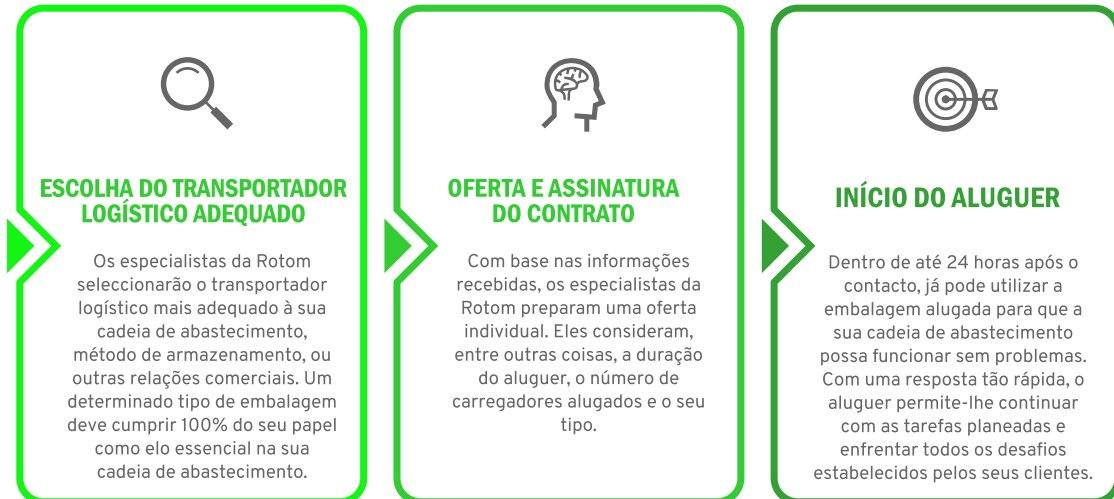 ESCOLHA DO TRANSPORTADOR
LOGÍSTICO ADEQUADO
Os especialistas da Rotom
seleccionarão o transportador
logístico mais adequado à sua
cadeia de abastecimento,
método de armazenamento, ou
outras relações comerciais. Um
determinado tipo de embalagem
deve cumprir 100% do seu papel
como elo essencial na sua
cadeia de abastecimento.
OFERTA E ASSINATURA
DO CONTRATO
Com base nas informações
recebidas, os especialistas da
Rotom preparam uma oferta
individual. Eles consideram,
entre outras coisas, a duração
do aluguer, o número de
carregadores alugados e o seu
tipo.
INÍCIO DO ALUGUER
Dentro de até 24 horas após o
contacto, já pode utilizar a
embalagem alugada para que a
sua cadeia de abastecimento
possa funcionar sem problemas.
Com uma resposta tão rápida, o
aluguer permite-lhe continuar
com as tarefas planeadas e
enfrentar todos os desafios
estabelecidos pelos seus clientes.